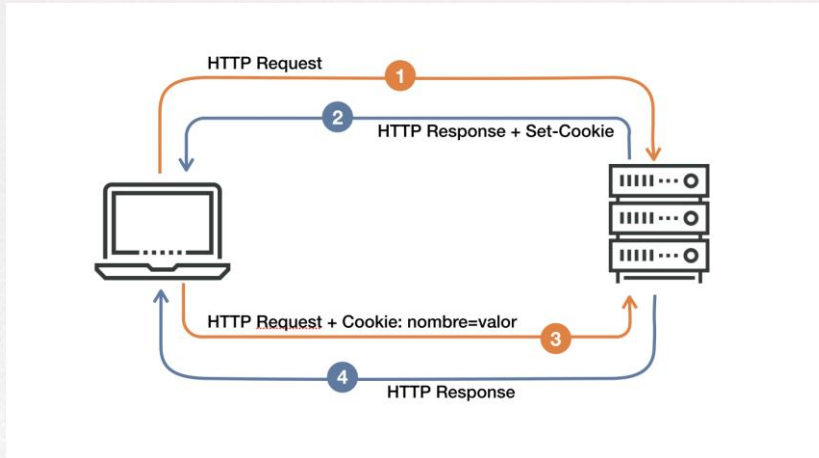 HTTP Request
1
2
HTTP Response + Set-Cookie
HTTP Request + Cookie: nombre=valor
3
4
HTTP Response